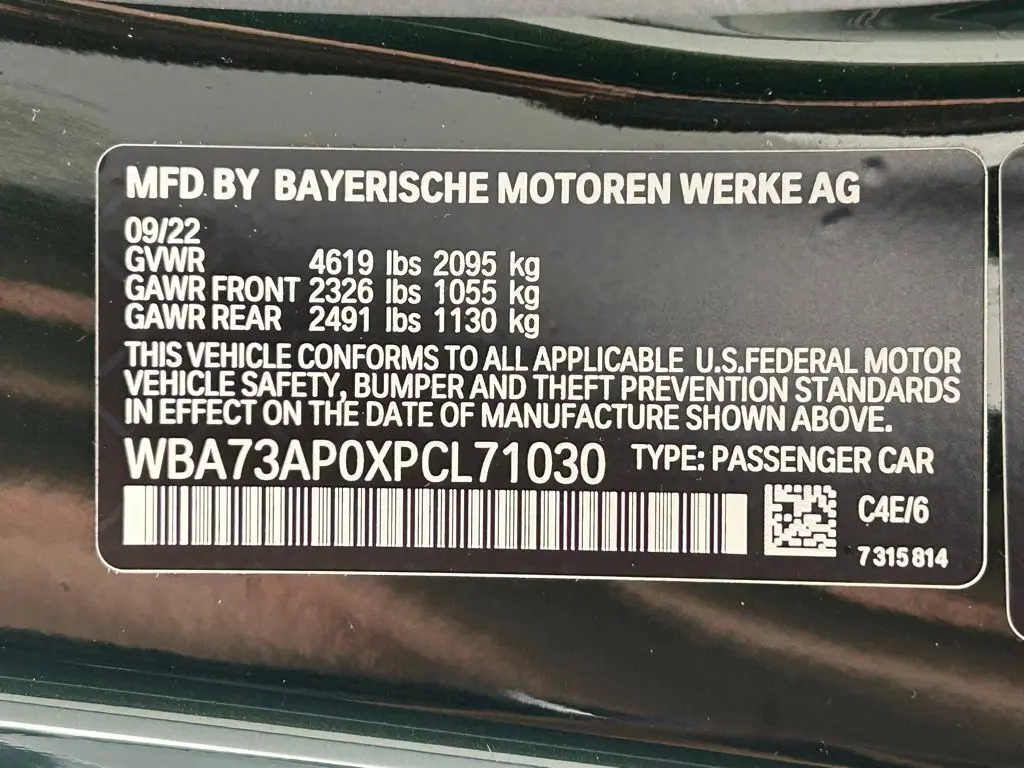 MFD BY BAYERISCHE MOTOREN WERKE AG
09/22
GVWR 4619 lbs 2095 kg
GAWR FRONT 2326 lbs 1055 kg
GAWR REAR 2491 lbs 1130 kg
THIS VEHICLE CONFORMS TO ALL APPLICABLE U.S.FEDERAL MOTOR
VEHICLE SAFETY, BUMPER AND THEFT PREVENTION STANDARDS
IN EFFECT ON THE DATE OF MANUFACTURE SHOWN ABOVE.
WBA73AP0XPCL71030 TYPE: PASSENGER CAR
C4E/6
7315814